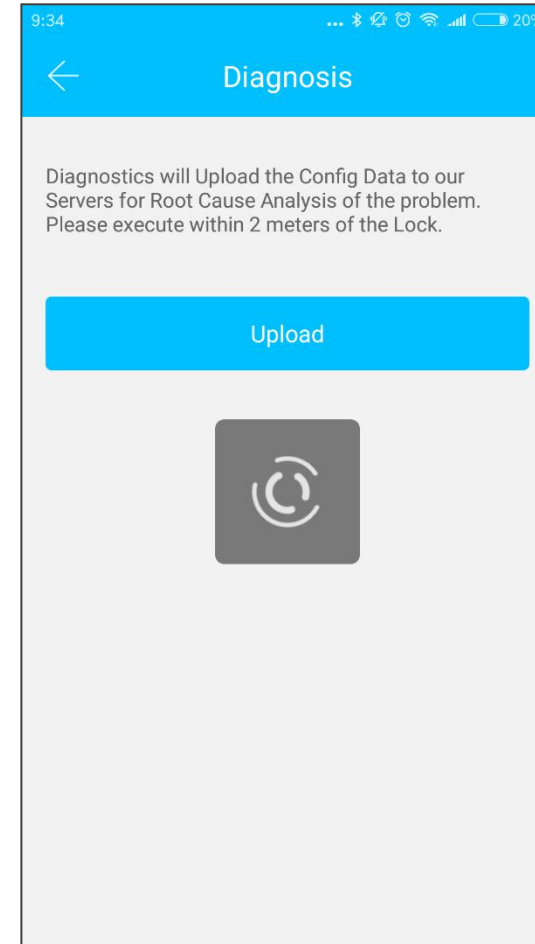 9:34 ... 20%
Diagnosis
Diagnostics will Upload the Config Data to our
Servers for Root Cause Analysis of the problem.
Please execute within 2 meters of the Lock.
Upload